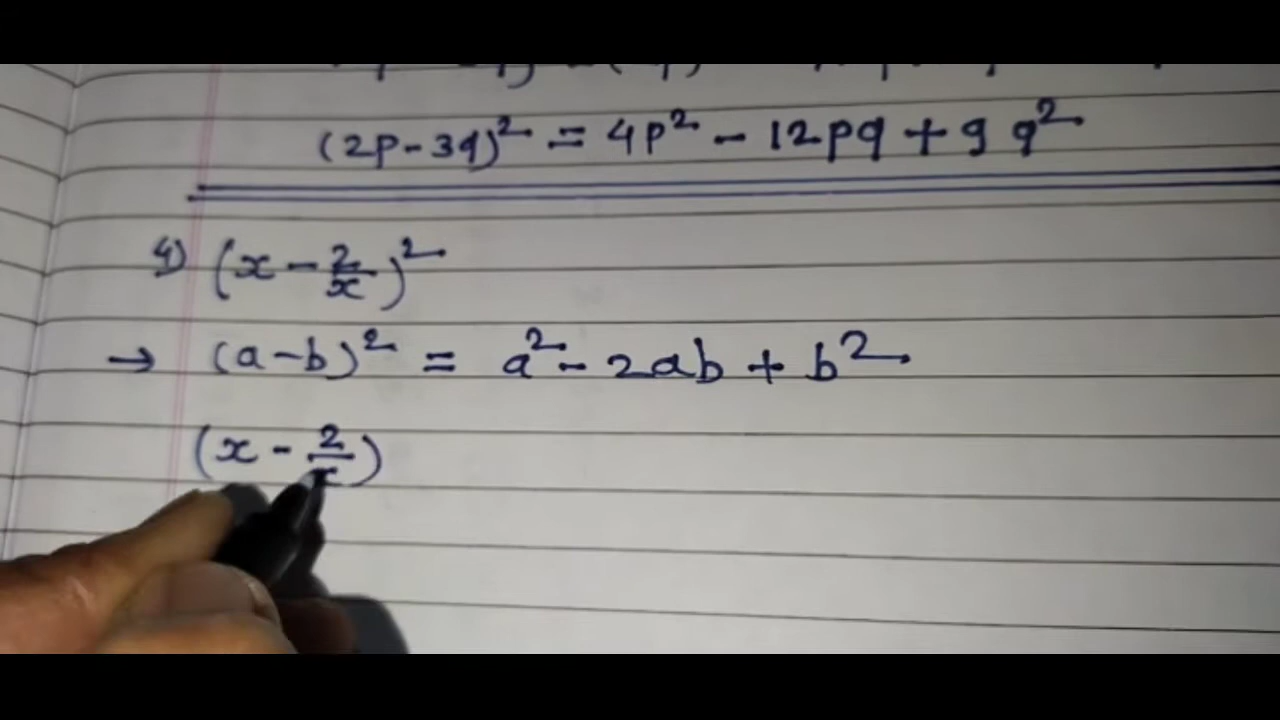 (2p-3q)² = 4p² - 12pq + 9q²
4) (x - 2/x)²
→ (a-b)² = a² - 2ab + b².
(x - 2/x)